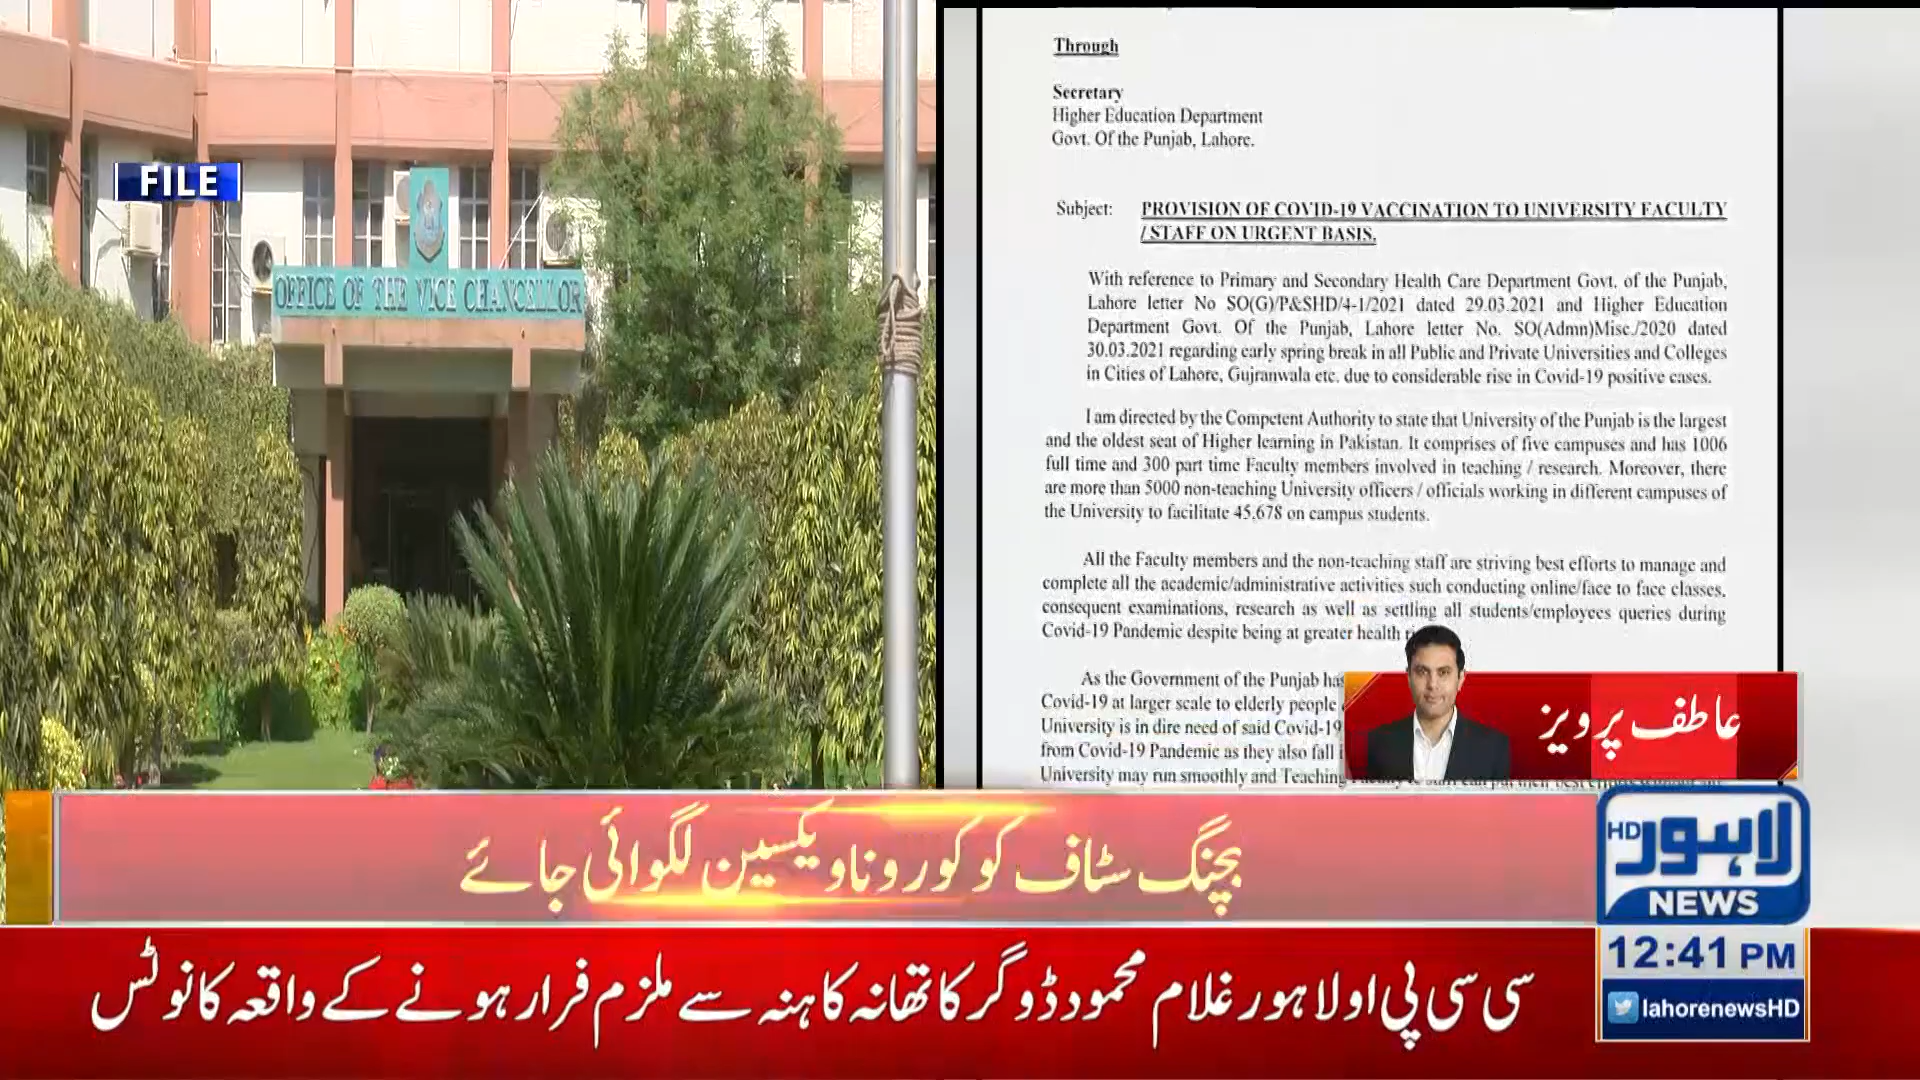 FILE
OFFICE OF THE VICE CHANCELLOR
Through
Secretary
Higher Education Department
Govt. Of the Punjab, Lahore.
Subject: PROVISION OF COVID-19 VACCINATION TO UNIVERSITY FACULTY
/ STAFF ON URGENT BASIS.
With reference to Primary and Secondary Health Care Department Govt. of the Punjab,
Lahore letter No SO(G)/P&SHD/4-1/2021 dated 29.03.2021 and Higher Education
Department Govt. Of the Punjab, Lahore letter No. SO(Admn)Misc./2020 dated
30.03.2021 regarding early spring break in all Public and Private Universities and Colleges
in Cities of Lahore, Gujranwala etc. due to considerable rise in Covid-19 positive cases.
I am directed by the Competent Authority to state that University of the Punjab is the largest
and the oldest seat of Higher learning in Pakistan. It comprises of five campuses and has 1006
full time and 300 part time Faculty members involved in teaching / research. Moreover, there
are more than 5000 non-teaching University officers / officials working in different campuses of
the University to facilitate 45,678 on campus students.
All the Faculty members and the non-teaching staff are striving best efforts to manage and
complete all the academic/administrative activities such conducting online/face to face classes,
consequent examinations, research as well as settling all students/employees queries during
Covid-19 Pandemic despite being at greater health
As the Government of the Punjab has
Covid-19 at larger scale to elderly people
University is in dire need of said Covid-19
from Covid-19 Pandemic as they also fall
University may run smoothly and Teaching
عاطف پرویز
ٹیچنگ سٹاف کو کورونا ویکسین لگوائی جائے
لاہور HD
NEWS
12:41 PM
lahorenewsHD
سی سی پی او لاہور غلام محمود ڈوگر کا تھانہ کاہنہ سے ملزم فرار ہونے کے واقعہ کا نوٹس